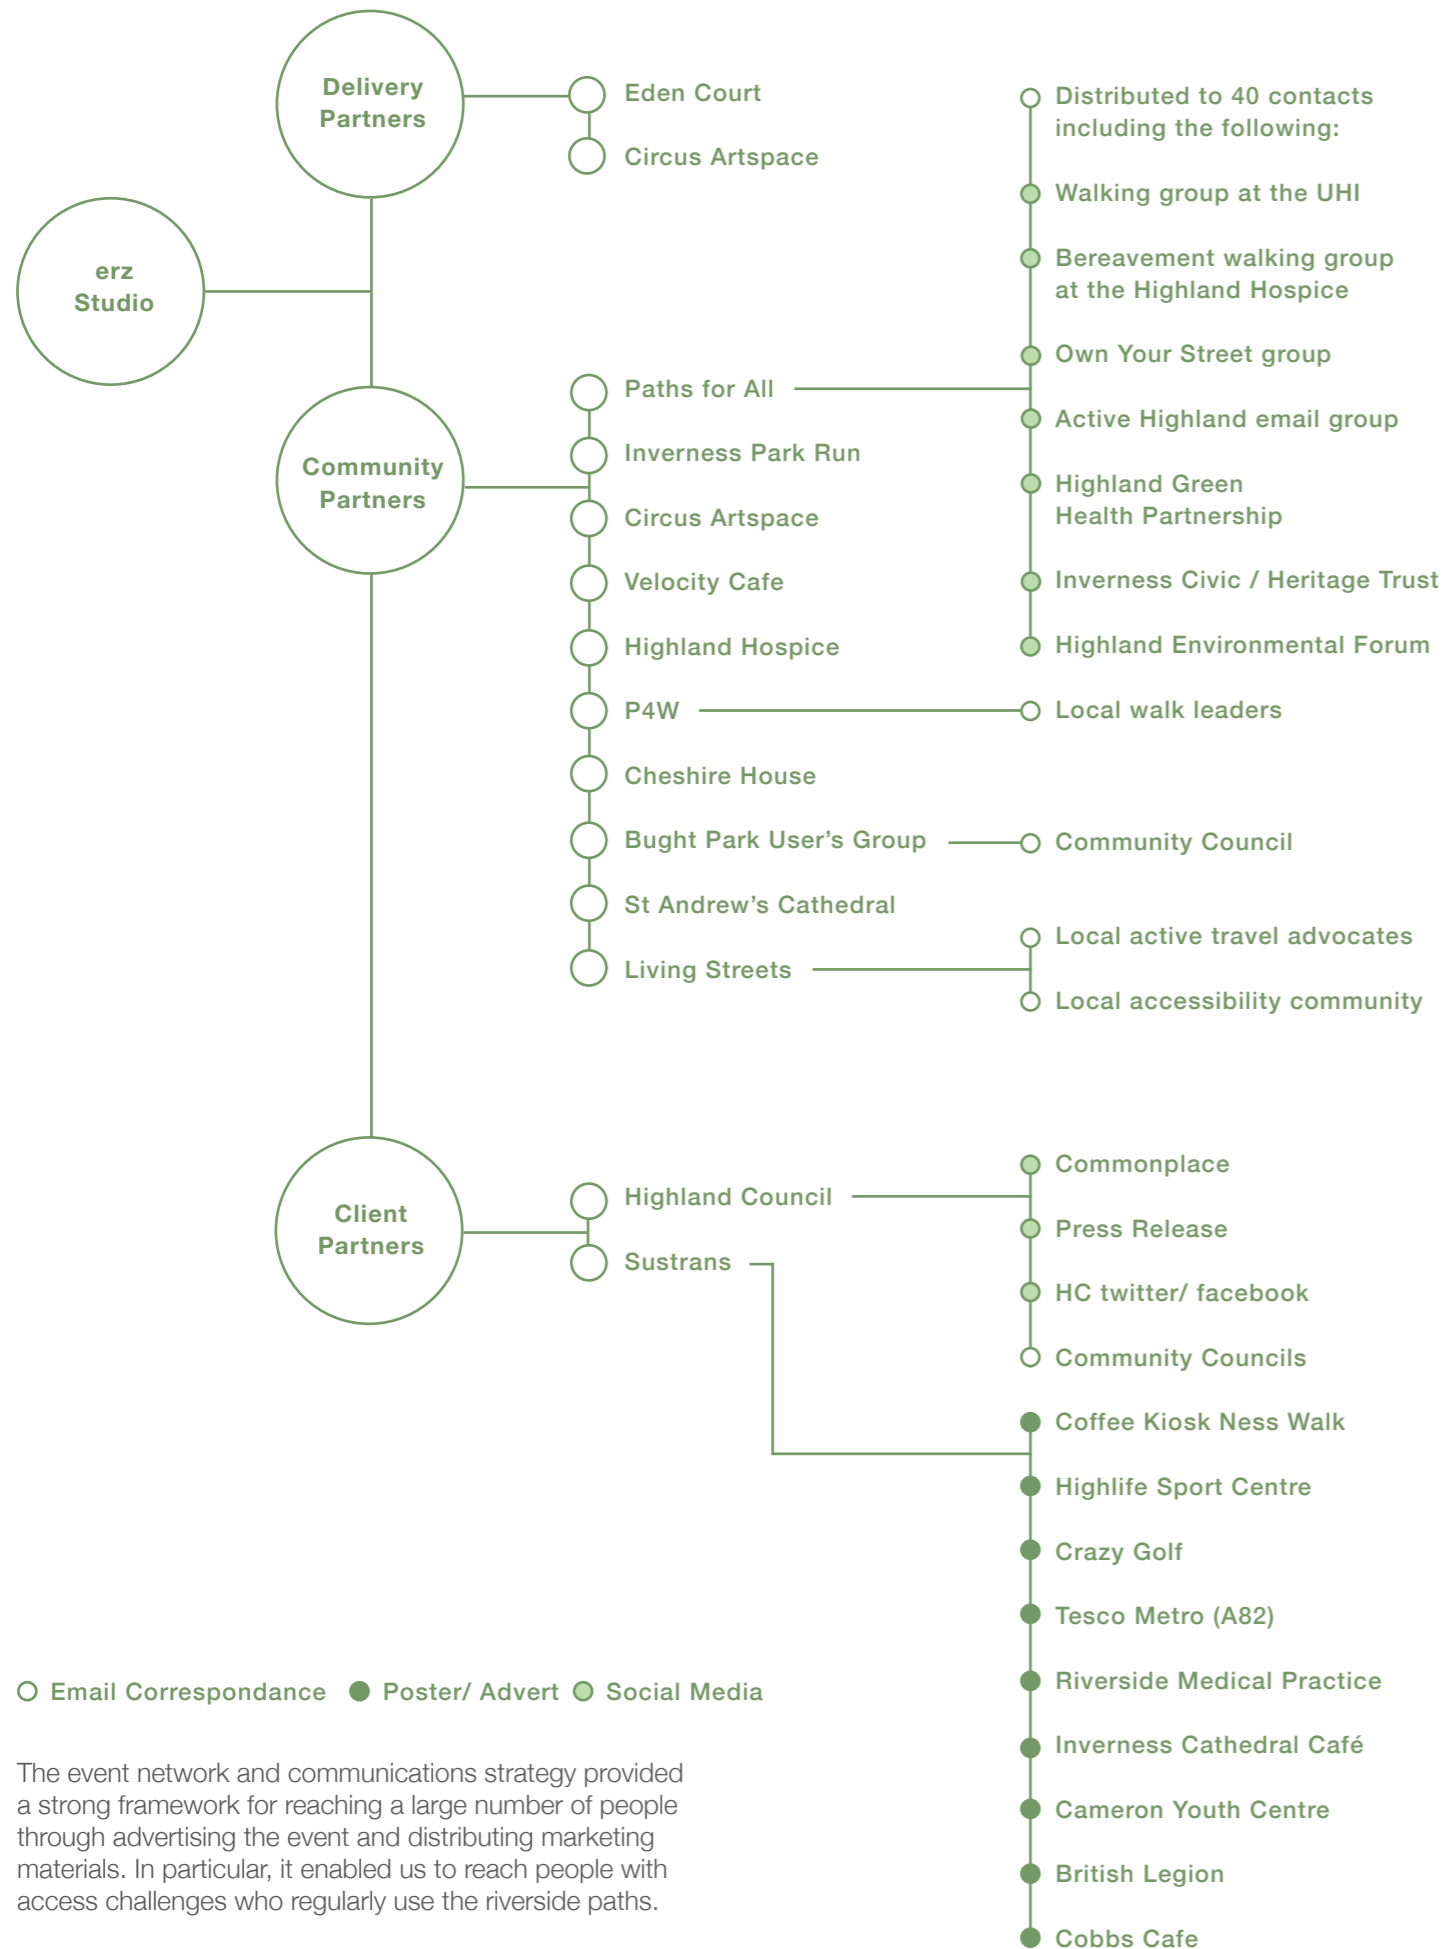 Delivery
Partners
Eden Court
Circus Artspace
erz
Studio
Community
Partners
Paths for All
Inverness Park Run
Circus Artspace
Velocity Cafe
Highland Hospice
P4W
Cheshire House
Bught Park User’s Group
St Andrew’s Cathedral
Living Streets
Distributed to 40 contacts
including the following:
Walking group at the UHI
Bereavement walking group
at the Highland Hospice
Own Your Street group
Active Highland email group
Highland Green
Health Partnership
Inverness Civic / Heritage Trust
Highland Environmental Forum
Local walk leaders
Community Council
Local active travel advocates
Local accessibility community
Client
Partners
Highland Council
Sustrans
Commonplace
Press Release
HC twitter/ facebook
Community Councils
Coffee Kiosk Ness Walk
Highlife Sport Centre
Crazy Golf
Tesco Metro (A82)
Riverside Medical Practice
Inverness Cathedral Café
Cameron Youth Centre
British Legion
Cobbs Cafe
Email Correspondance Poster/ Advert Social Media
The event network and communications strategy provided
a strong framework for reaching a large number of people
through advertising the event and distributing marketing
materials. In particular, it enabled us to reach people with
access challenges who regularly use the riverside paths.